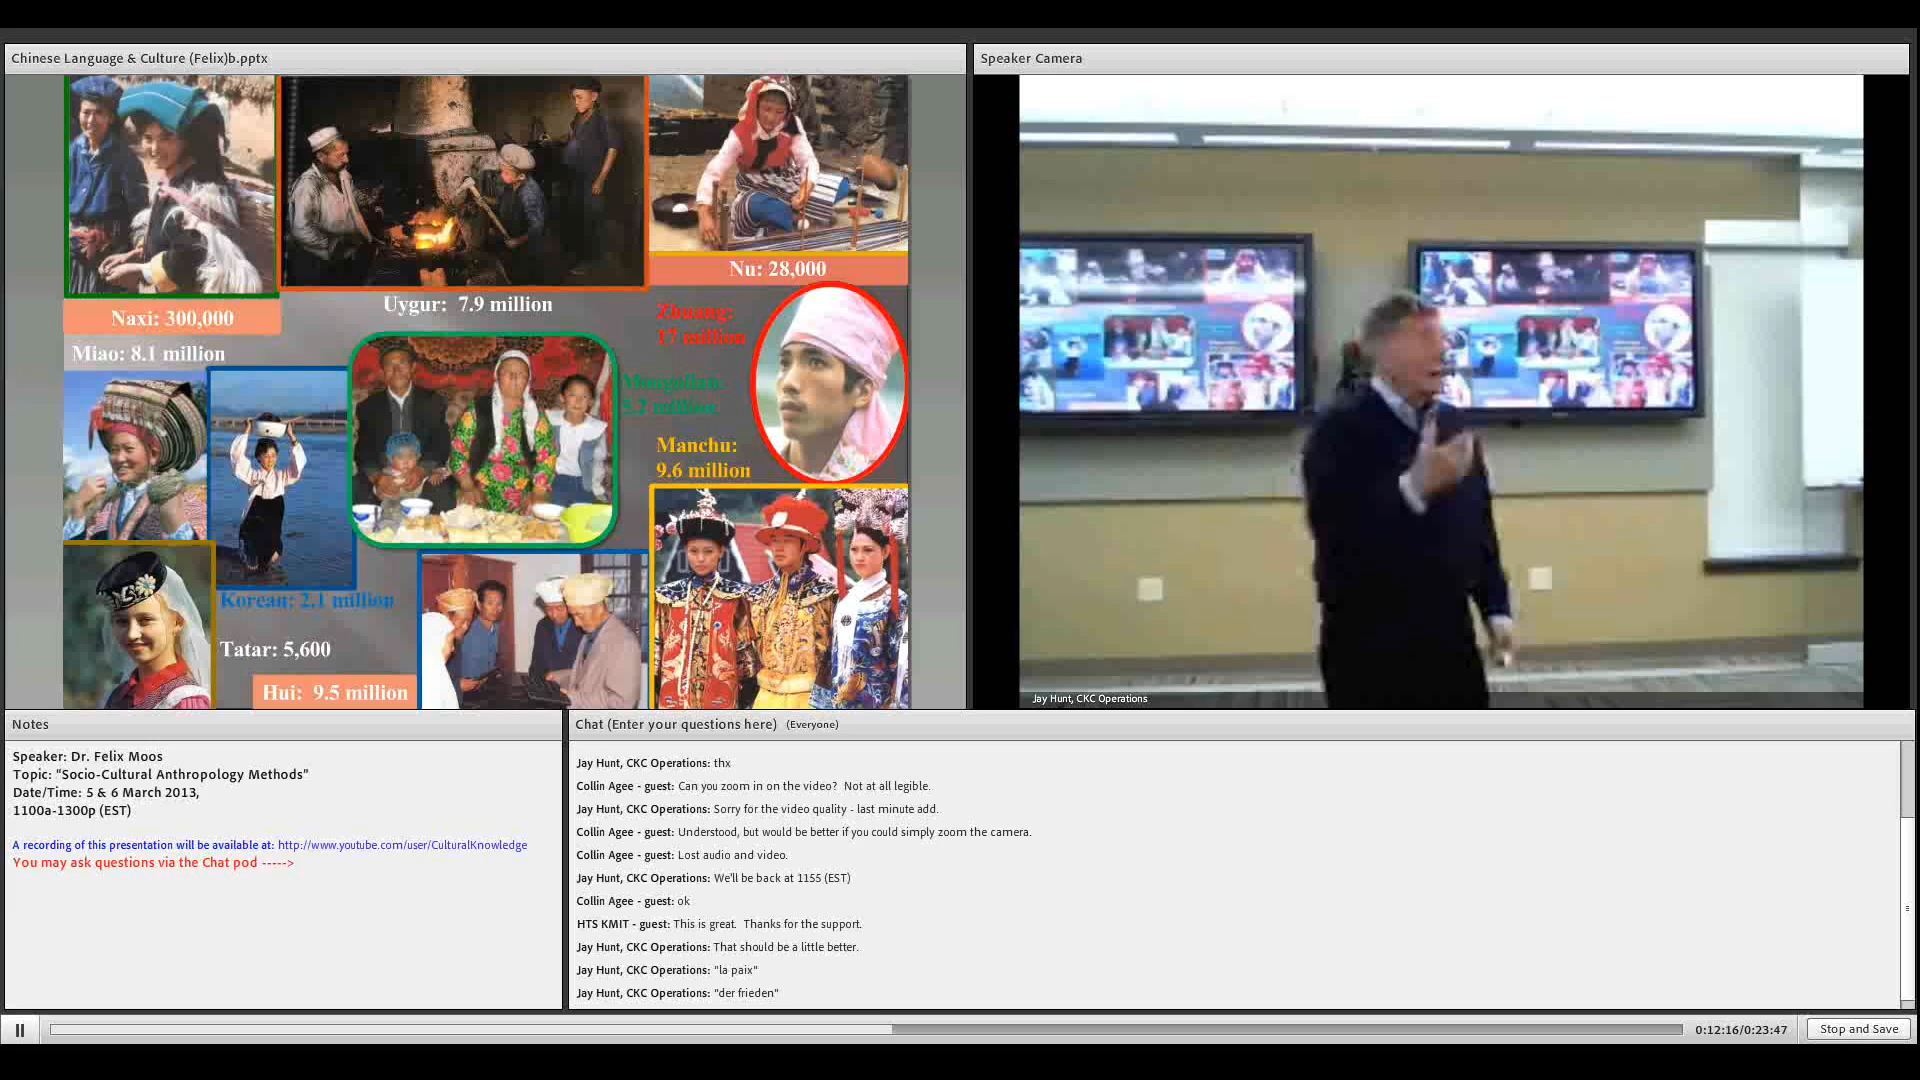 Chinese Language & Culture (Felix)b.pptx
Speaker Camera
Nu: 28,000
Uygur: 7.9 million
Naxi: 300,000
Zhuang:
17 million
Miao: 8.1 million
Mongolian:
5.2 million
Manchu:
9.6 million
Korean: 2.1 million
Tatar: 5,600
Hui: 9.5 million
Jay Hunt, CKC Operations
Notes
Speaker: Dr. Felix Moos
Topic: "Socio-Cultural Anthropology Methods"
Date/Time: 5 & 6 March 2013,
1100a-1300p (EST)
A recording of this presentation will be available at: http://www.youtube.com/user/CulturalKnowledge
You may ask questions via the Chat pod ----->
Chat (Enter your questions here) (Everyone)
Jay Hunt, CKC Operations: thx
Collin Agee - guest: Can you zoom in on the video? Not at all legible.
Jay Hunt, CKC Operations: Sorry for the video quality - last minute add.
Collin Agee - guest: Understood, but would be better if you could simply zoom the camera.
Collin Agee - guest: Lost audio and video.
Jay Hunt, CKC Operations: We'll be back at 1155 (EST)
Collin Agee - guest: ok
HTS KMIT - guest: This is great. Thanks for the support.
Jay Hunt, CKC Operations: That should be a little better.
Jay Hunt, CKC Operations: "la paix"
Jay Hunt, CKC Operations: "der frieden"
0:12:16/0:23:47
Stop and Save